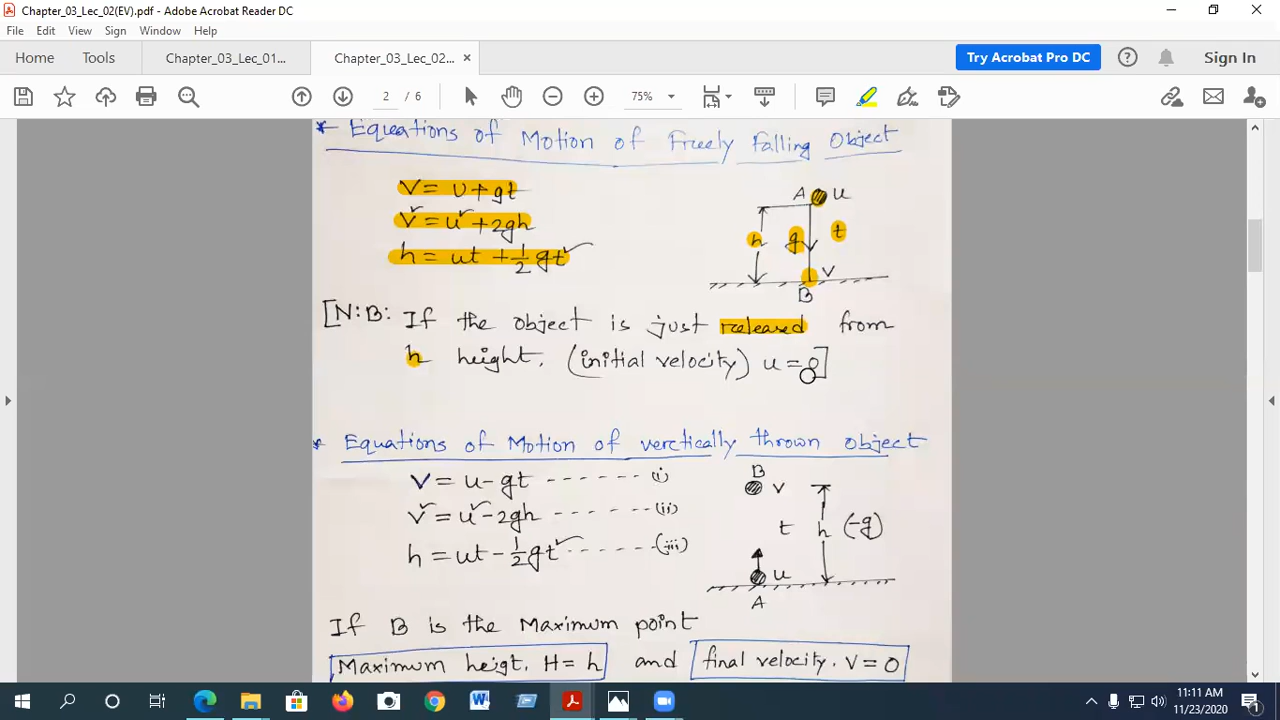 Chapter_03_Lec_02(EV).pdf - Adobe Acrobat Reader DC
File Edit View Sign Window Help
Home Tools Chapter_03_Lec_01... Chapter_03_Lec_02... × Try Acrobat Pro DC Sign In
2 / 6 75%
* Equations of Motion of Freely Falling Object
V = u + gt
V² = u² + 2gh
h = ut + 1/2 gt²
A u
h g t
V
B
[N:B: If the object is just released from
h height. (initial velocity) u = 0]
* Equations of Motion of verctically thrown object
V = u - gt ------- (i)
V² = u² - 2gh ------- (ii)
h = ut - 1/2 gt² ------ (iii)
B
V
t h (-g)
u
A
If B is the Maximum point
Maximum heigt. H = h and final velocity. V = 0
11:11 AM
11/23/2020